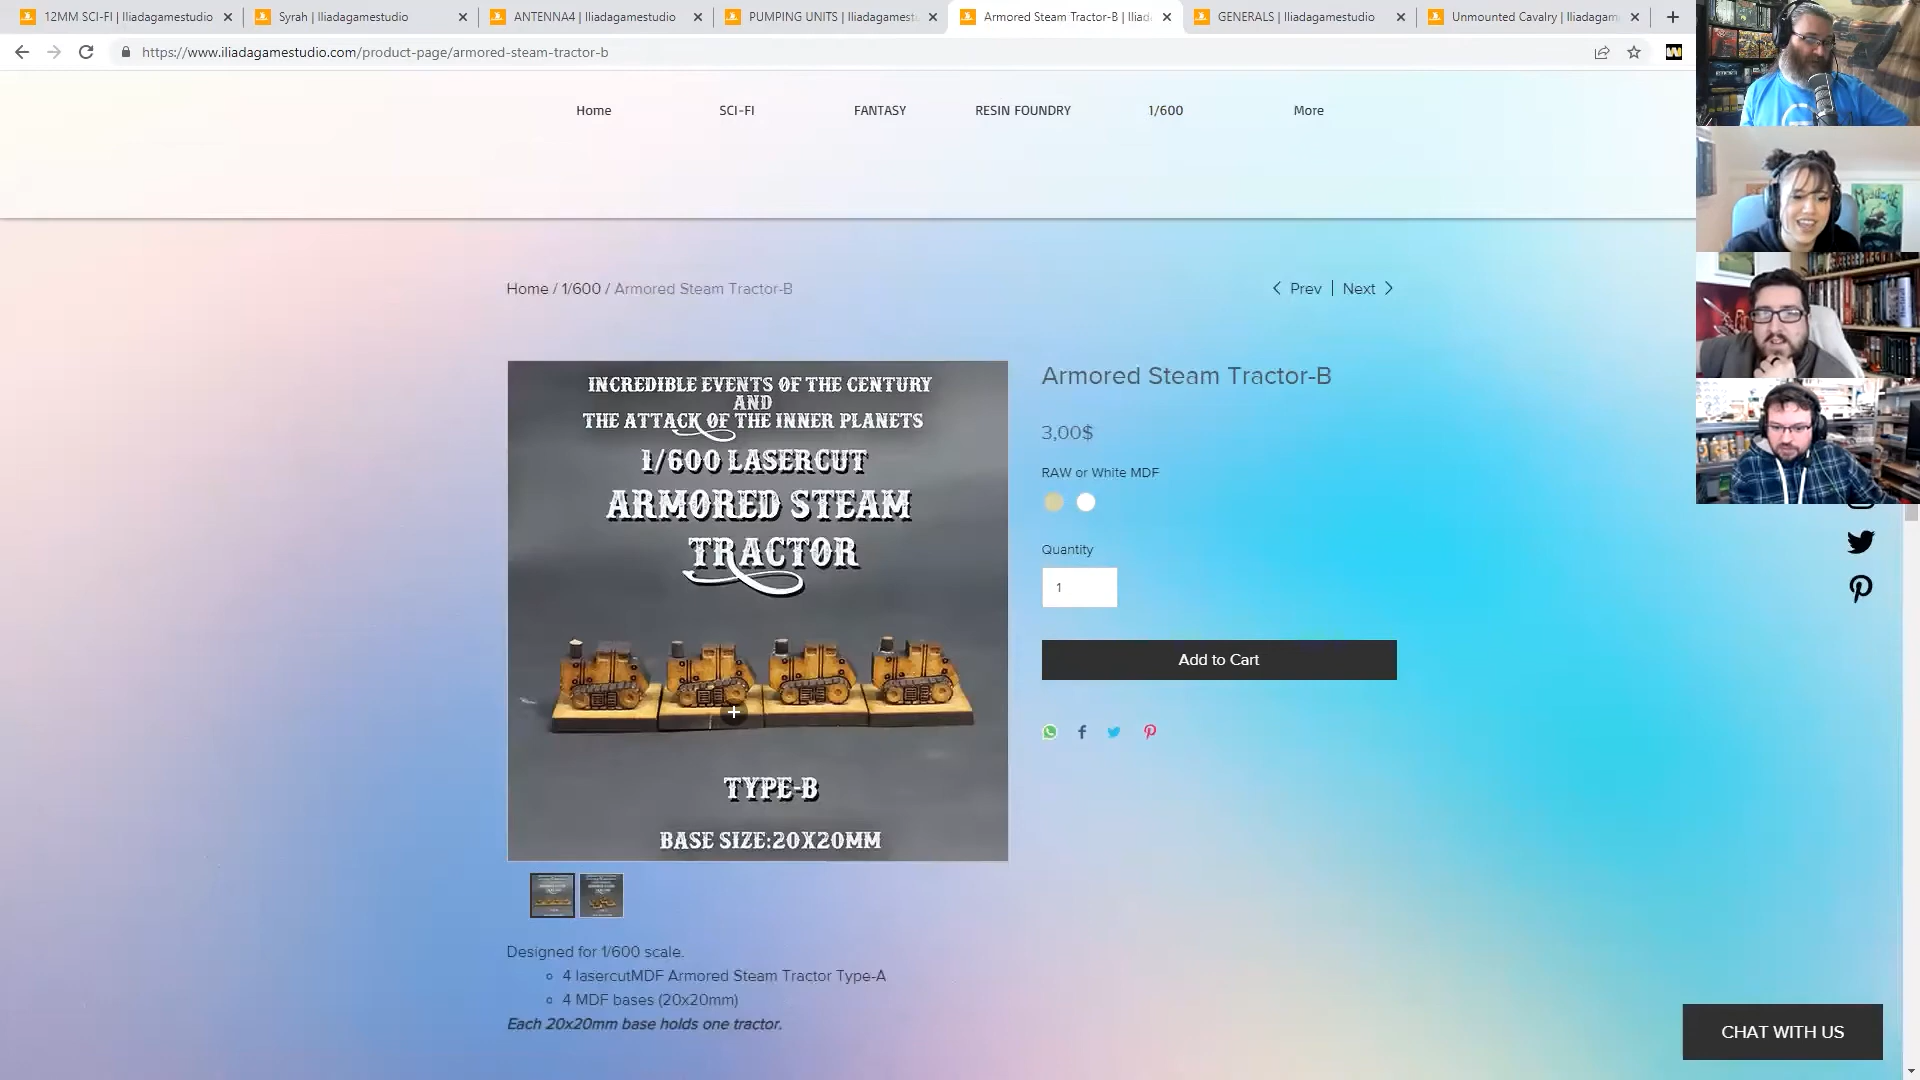 12MM SCI-FI | Iliadagamestudio
Syrah | Iliadagamestudio
ANTENNA4 | Iliadagamestudio
PUMPING UNITS | Iliadagamest
Armored Steam Tractor-B | Iliad
GENERALS | Iliadagamestudio
Unmounted Cavalry | Iliadagam
https://www.iliadagamestudio.com/product-page/armored-steam-tractor-b
Home
SCI-FI
FANTASY
RESIN FOUNDRY
1/600
More
Home / 1/600 / Armored Steam Tractor-B
Prev | Next
INCREDIBLE EVENTS OF THE CENTURY
AND
THE ATTACK OF THE INNER PLANETS
1/600 LASERCUT
ARMORED STEAM
TRACTOR
TYPE-B
BASE SIZE:20X20MM
Armored Steam Tractor-B
3,00$
RAW or White MDF
Quantity
1
Add to Cart
Designed for 1/600 scale.
4 lasercutMDF Armored Steam Tractor Type-A
4 MDF bases (20x20mm)
Each 20x20mm base holds one tractor.
CHAT WITH US